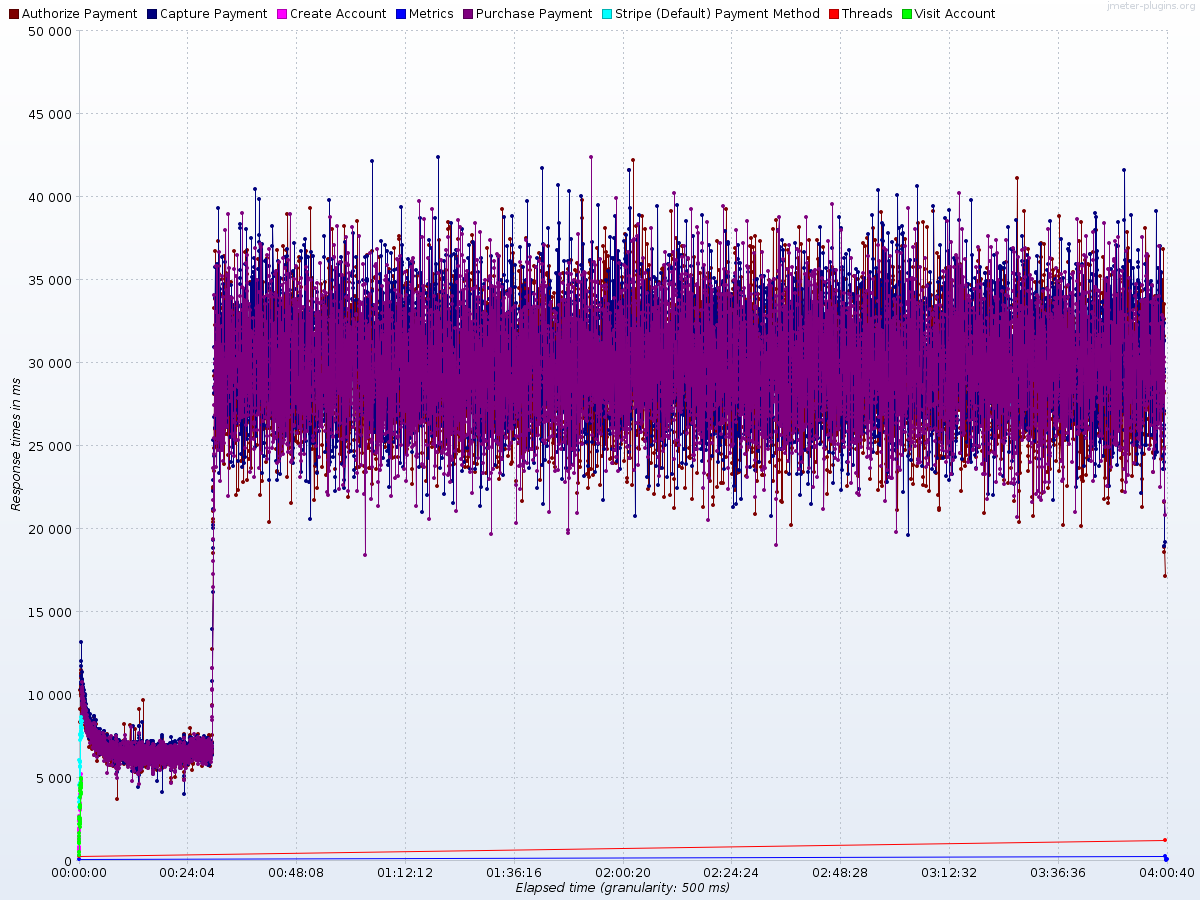 Authorize Payment Capture Payment Create Account Metrics Purchase Payment Stripe (Default) Payment Method Threads Visit Account
jmeter-plugins.org
50 000
45 000
40 000
35 000
30 000
25 000
20 000
15 000
10 000
5 000
0
Response times in ms
00:00:00 00:24:04 00:48:08 01:12:12 01:36:16 02:00:20 02:24:24 02:48:28 03:12:32 03:36:36 04:00:40
Elapsed time (granularity: 500 ms)